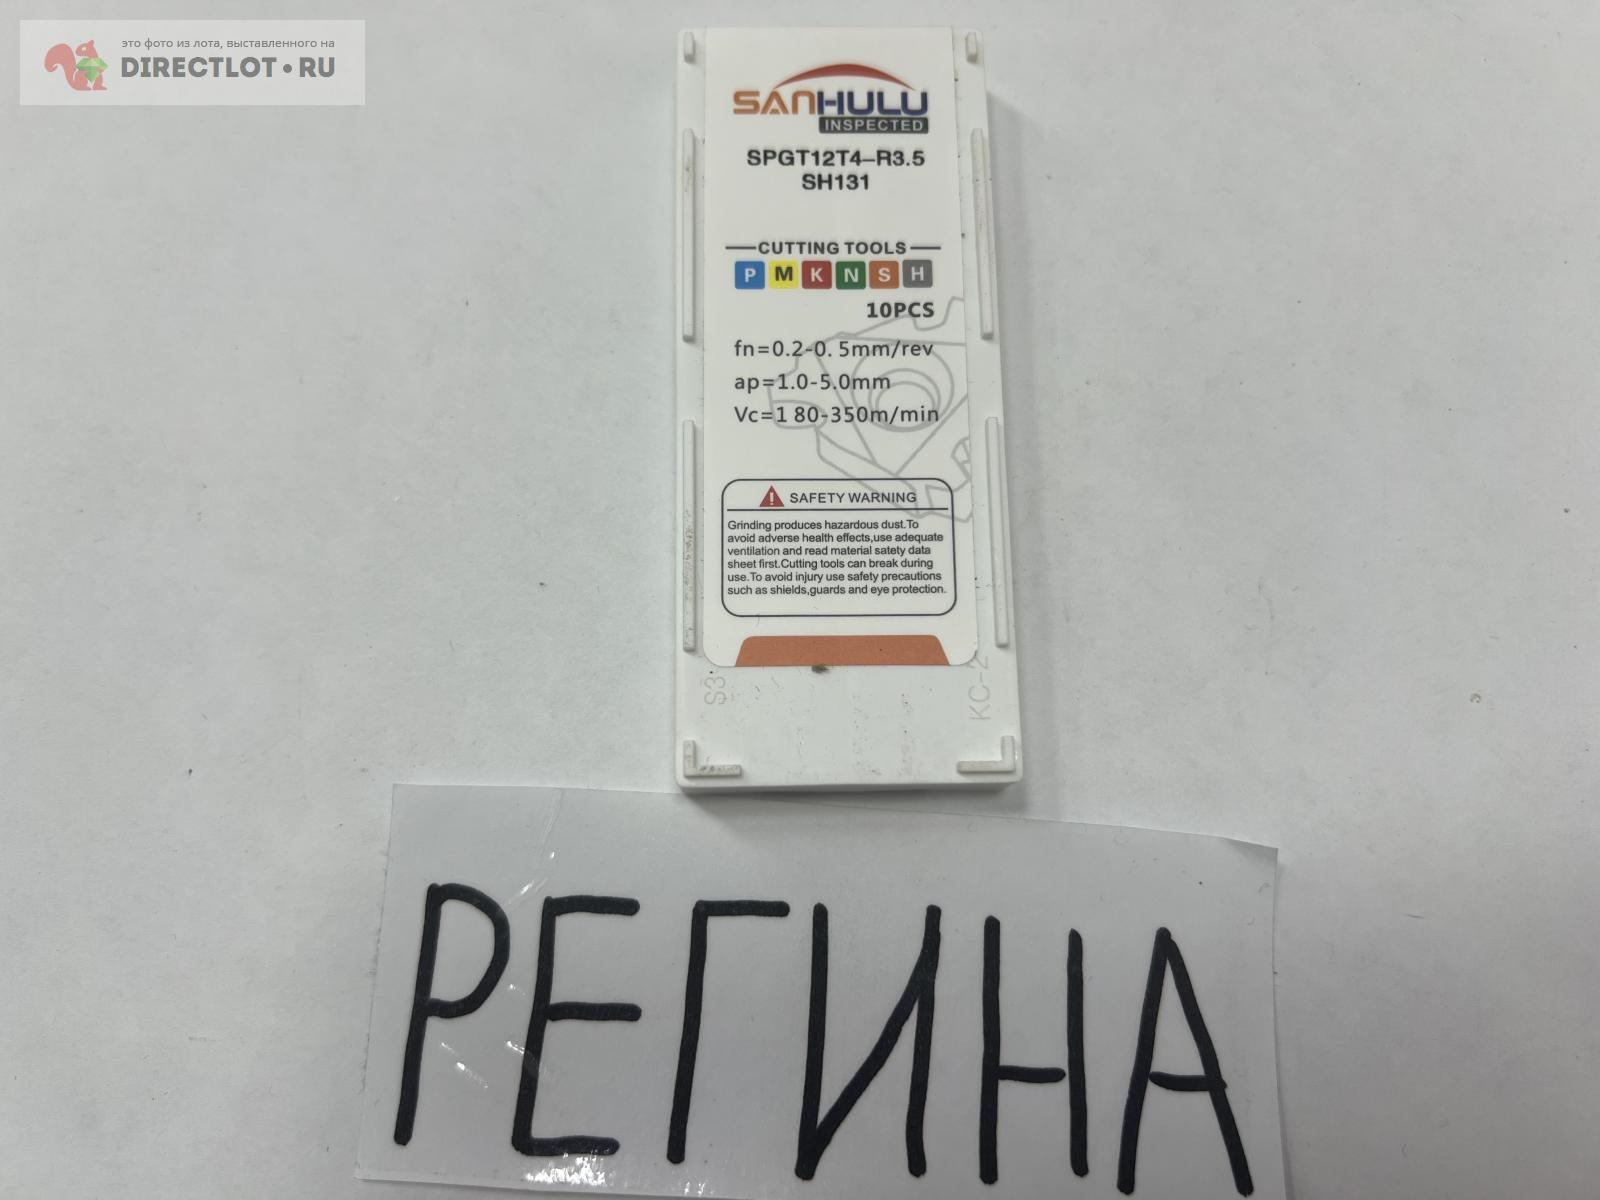 это фото из лота, выставленного на
DIRECTLOT•RU
SANHULU
INSPECTED
SPGT12T4–R3.5
SH131
CUTTING TOOLS
P M K N S H
10PCS
fn=0.2-0. 5mm/rev
ap=1.0-5.0mm
Vc=1 80-350m/min
SAFETY WARNING
Grinding produces hazardous dust.To
avoid adverse health effects,use adequate
ventilation and read material satety data
sheet first.Cutting tools can break during
use.To avoid injury use safety precautions
such as shields,guards and eye protection.
S3
KC-2
РЕГИНА